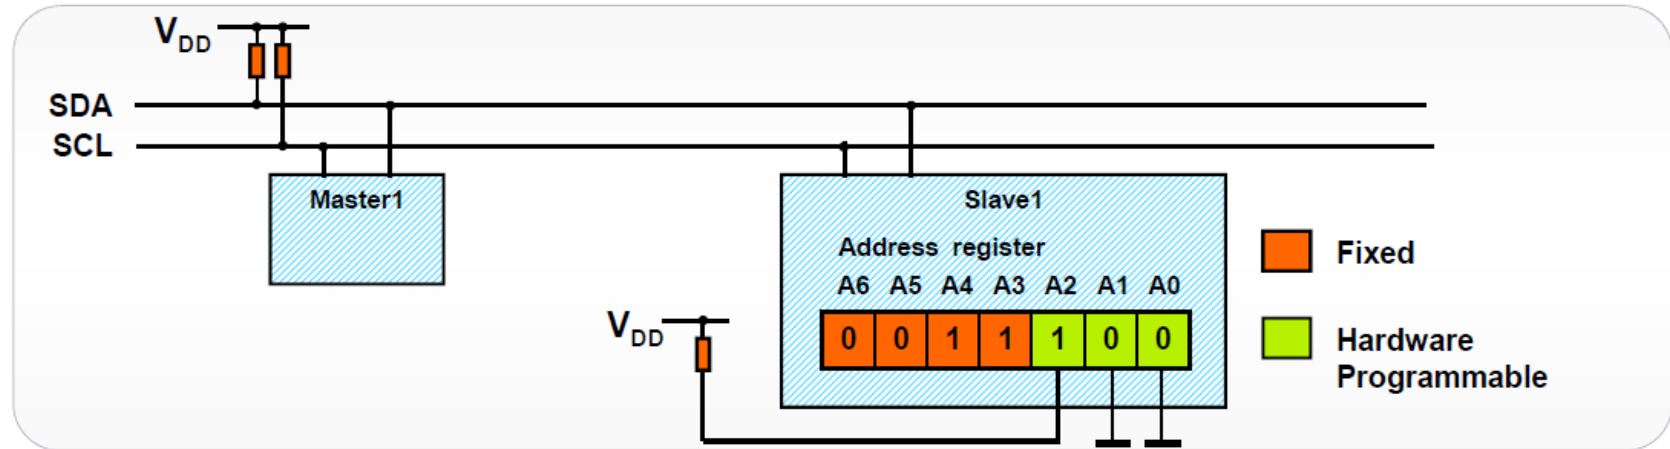 VDD
SDA
SCL
Master1
Slave1
Address register
A6 A5 A4 A3 A2 A1 A0
0 0 1 1 1 0 0
VDD
Fixed
Hardware
Programmable